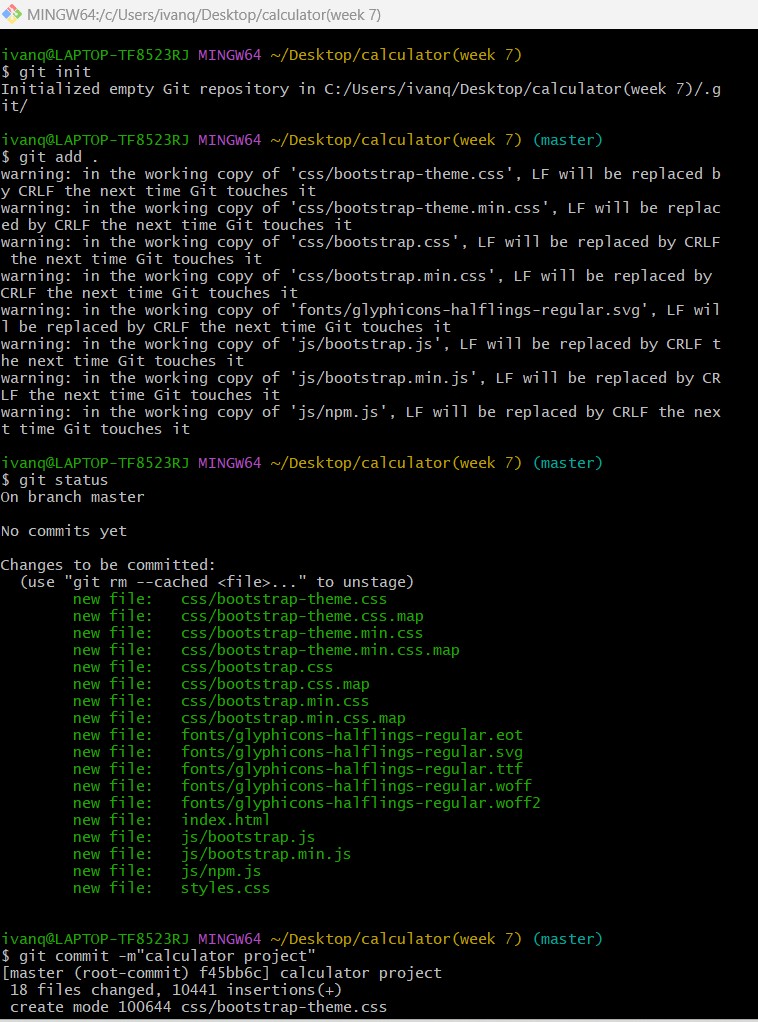 MINGW64:/c/Users/ivanq/Desktop/calculator(week 7)
ivanq@LAPTOP-TF8523RJ MINGW64 ~/Desktop/calculator(week 7)
$ git init
Initialized empty Git repository in C:/Users/ivanq/Desktop/calculator(week 7)/.g
it/
ivanq@LAPTOP-TF8523RJ MINGW64 ~/Desktop/calculator(week 7) (master)
$ git add .
warning: in the working copy of 'css/bootstrap-theme.css', LF will be replaced b
y CRLF the next time Git touches it
warning: in the working copy of 'css/bootstrap-theme.min.css', LF will be replac
ed by CRLF the next time Git touches it
warning: in the working copy of 'css/bootstrap.css', LF will be replaced by CRLF
 the next time Git touches it
warning: in the working copy of 'css/bootstrap.min.css', LF will be replaced by
CRLF the next time Git touches it
warning: in the working copy of 'fonts/glyphicons-halflings-regular.svg', LF wil
l be replaced by CRLF the next time Git touches it
warning: in the working copy of 'js/bootstrap.js', LF will be replaced by CRLF t
he next time Git touches it
warning: in the working copy of 'js/bootstrap.min.js', LF will be replaced by CR
LF the next time Git touches it
warning: in the working copy of 'js/npm.js', LF will be replaced by CRLF the nex
t time Git touches it
ivanq@LAPTOP-TF8523RJ MINGW64 ~/Desktop/calculator(week 7) (master)
$ git status
On branch master
No commits yet
Changes to be committed:
  (use "git rm --cached <file>..." to unstage)
        new file:   css/bootstrap-theme.css
        new file:   css/bootstrap-theme.css.map
        new file:   css/bootstrap-theme.min.css
        new file:   css/bootstrap-theme.min.css.map
        new file:   css/bootstrap.css
        new file:   css/bootstrap.css.map
        new file:   css/bootstrap.min.css
        new file:   css/bootstrap.min.css.map
        new file:   fonts/glyphicons-halflings-regular.eot
        new file:   fonts/glyphicons-halflings-regular.svg
        new file:   fonts/glyphicons-halflings-regular.ttf
        new file:   fonts/glyphicons-halflings-regular.woff
        new file:   fonts/glyphicons-halflings-regular.woff2
        new file:   index.html
        new file:   js/bootstrap.js
        new file:   js/bootstrap.min.js
        new file:   js/npm.js
        new file:   styles.css
ivanq@LAPTOP-TF8523RJ MINGW64 ~/Desktop/calculator(week 7) (master)
$ git commit -m"calculator project"
[master (root-commit) f45bb6c] calculator project
 18 files changed, 10441 insertions(+)
 create mode 100644 css/bootstrap-theme.css